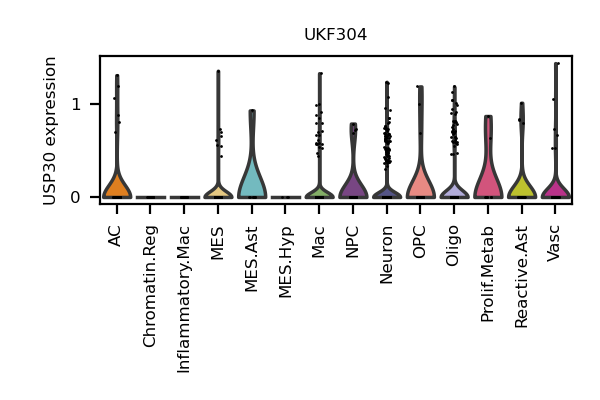 UKF304
USP30 expression
1
0
AC
Chromatin.Reg
Inflammatory.Mac
MES
MES.Ast
MES.Hyp
Mac
NPC
Neuron
OPC
Oligo
Prolif.Metab
Reactive.Ast
Vasc